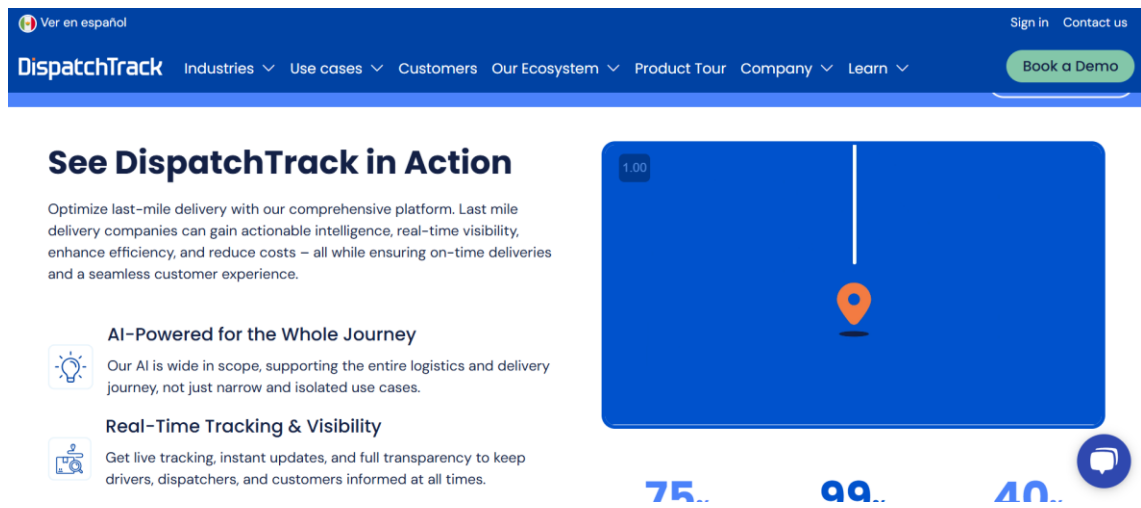 Ver en español
Sign in Contact us
DispatchTrack Industries Use cases Customers Our Ecosystem Product Tour Company Learn Book a Demo
See DispatchTrack in Action
Optimize last-mile delivery with our comprehensive platform. Last mile
delivery companies can gain actionable intelligence, real-time visibility,
enhance efficiency, and reduce costs – all while ensuring on-time deliveries
and a seamless customer experience.
AI-Powered for the Whole Journey
Our AI is wide in scope, supporting the entire logistics and delivery
journey, not just narrow and isolated use cases.
Real-Time Tracking & Visibility
Get live tracking, instant updates, and full transparency to keep
drivers, dispatchers, and customers informed at all times.
1.00
75 99 40